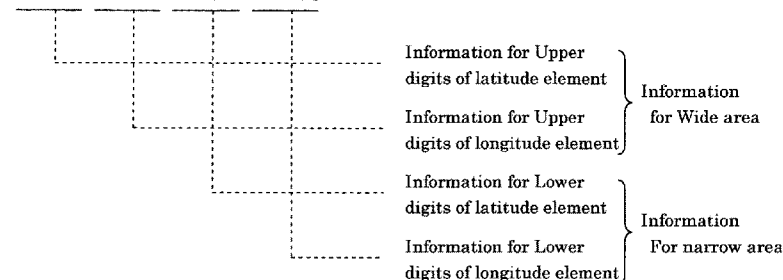 Information for Upper
digits of latitude element
Information for Upper
digits of longitude element
Information
for Wide area
Information for Lower
digits of latitude element
Information for Lower
digits of longitude element
Information
For narrow area